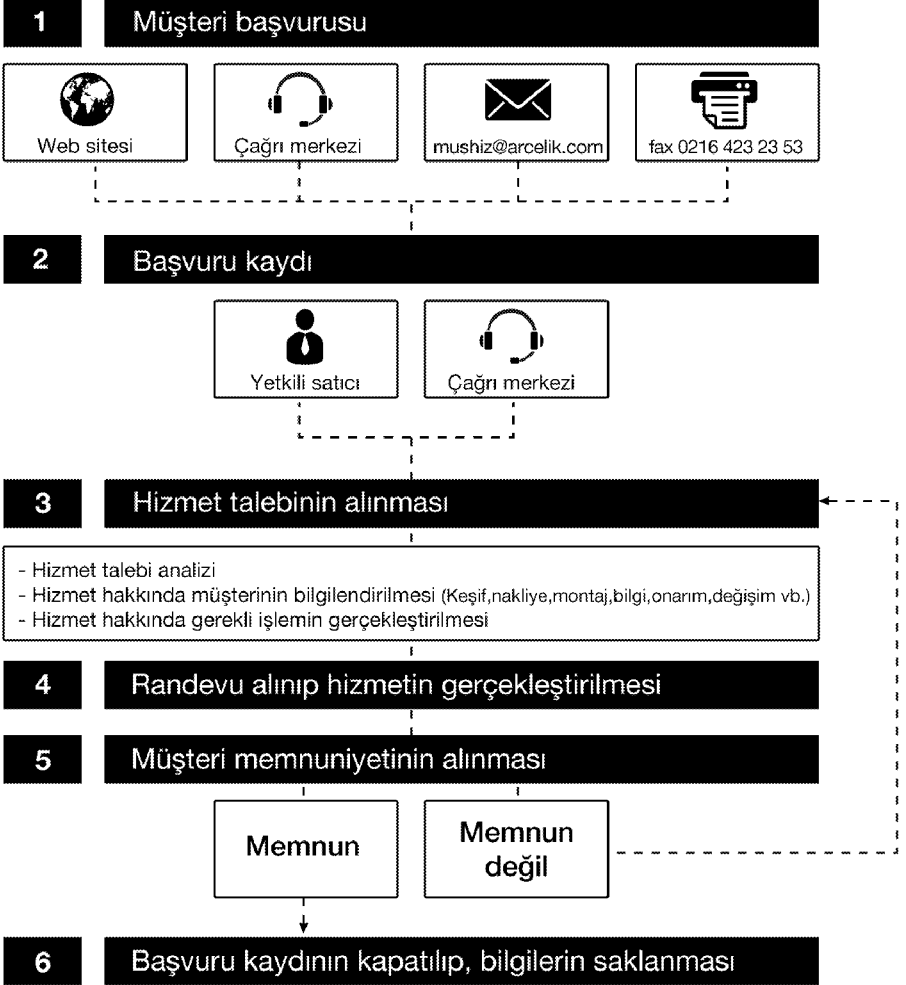 1 Müşteri başvurusu
Web sitesi
Çağrı merkezi
mushiz@arcelik.com
fax 0216 423 23 53
2 Başvuru kaydı
Yetkili satıcı
Çağrı merkezi
3 Hizmet talebinin alınması
- Hizmet talebi analizi
- Hizmet hakkında müşterinin bilgilendirilmesi (Keşif,nakliye,montaj,bilgi,onarım,değişim vb.)
- Hizmet hakkında gerekli işlemin gerçekleştirilmesi
4 Randevu alınıp hizmetin gerçekleştirilmesi
5 Müşteri memnuniyetinin alınması
Memnun
Memnun
değil
6 Başvuru kaydının kapatılıp, bilgilerin saklanması